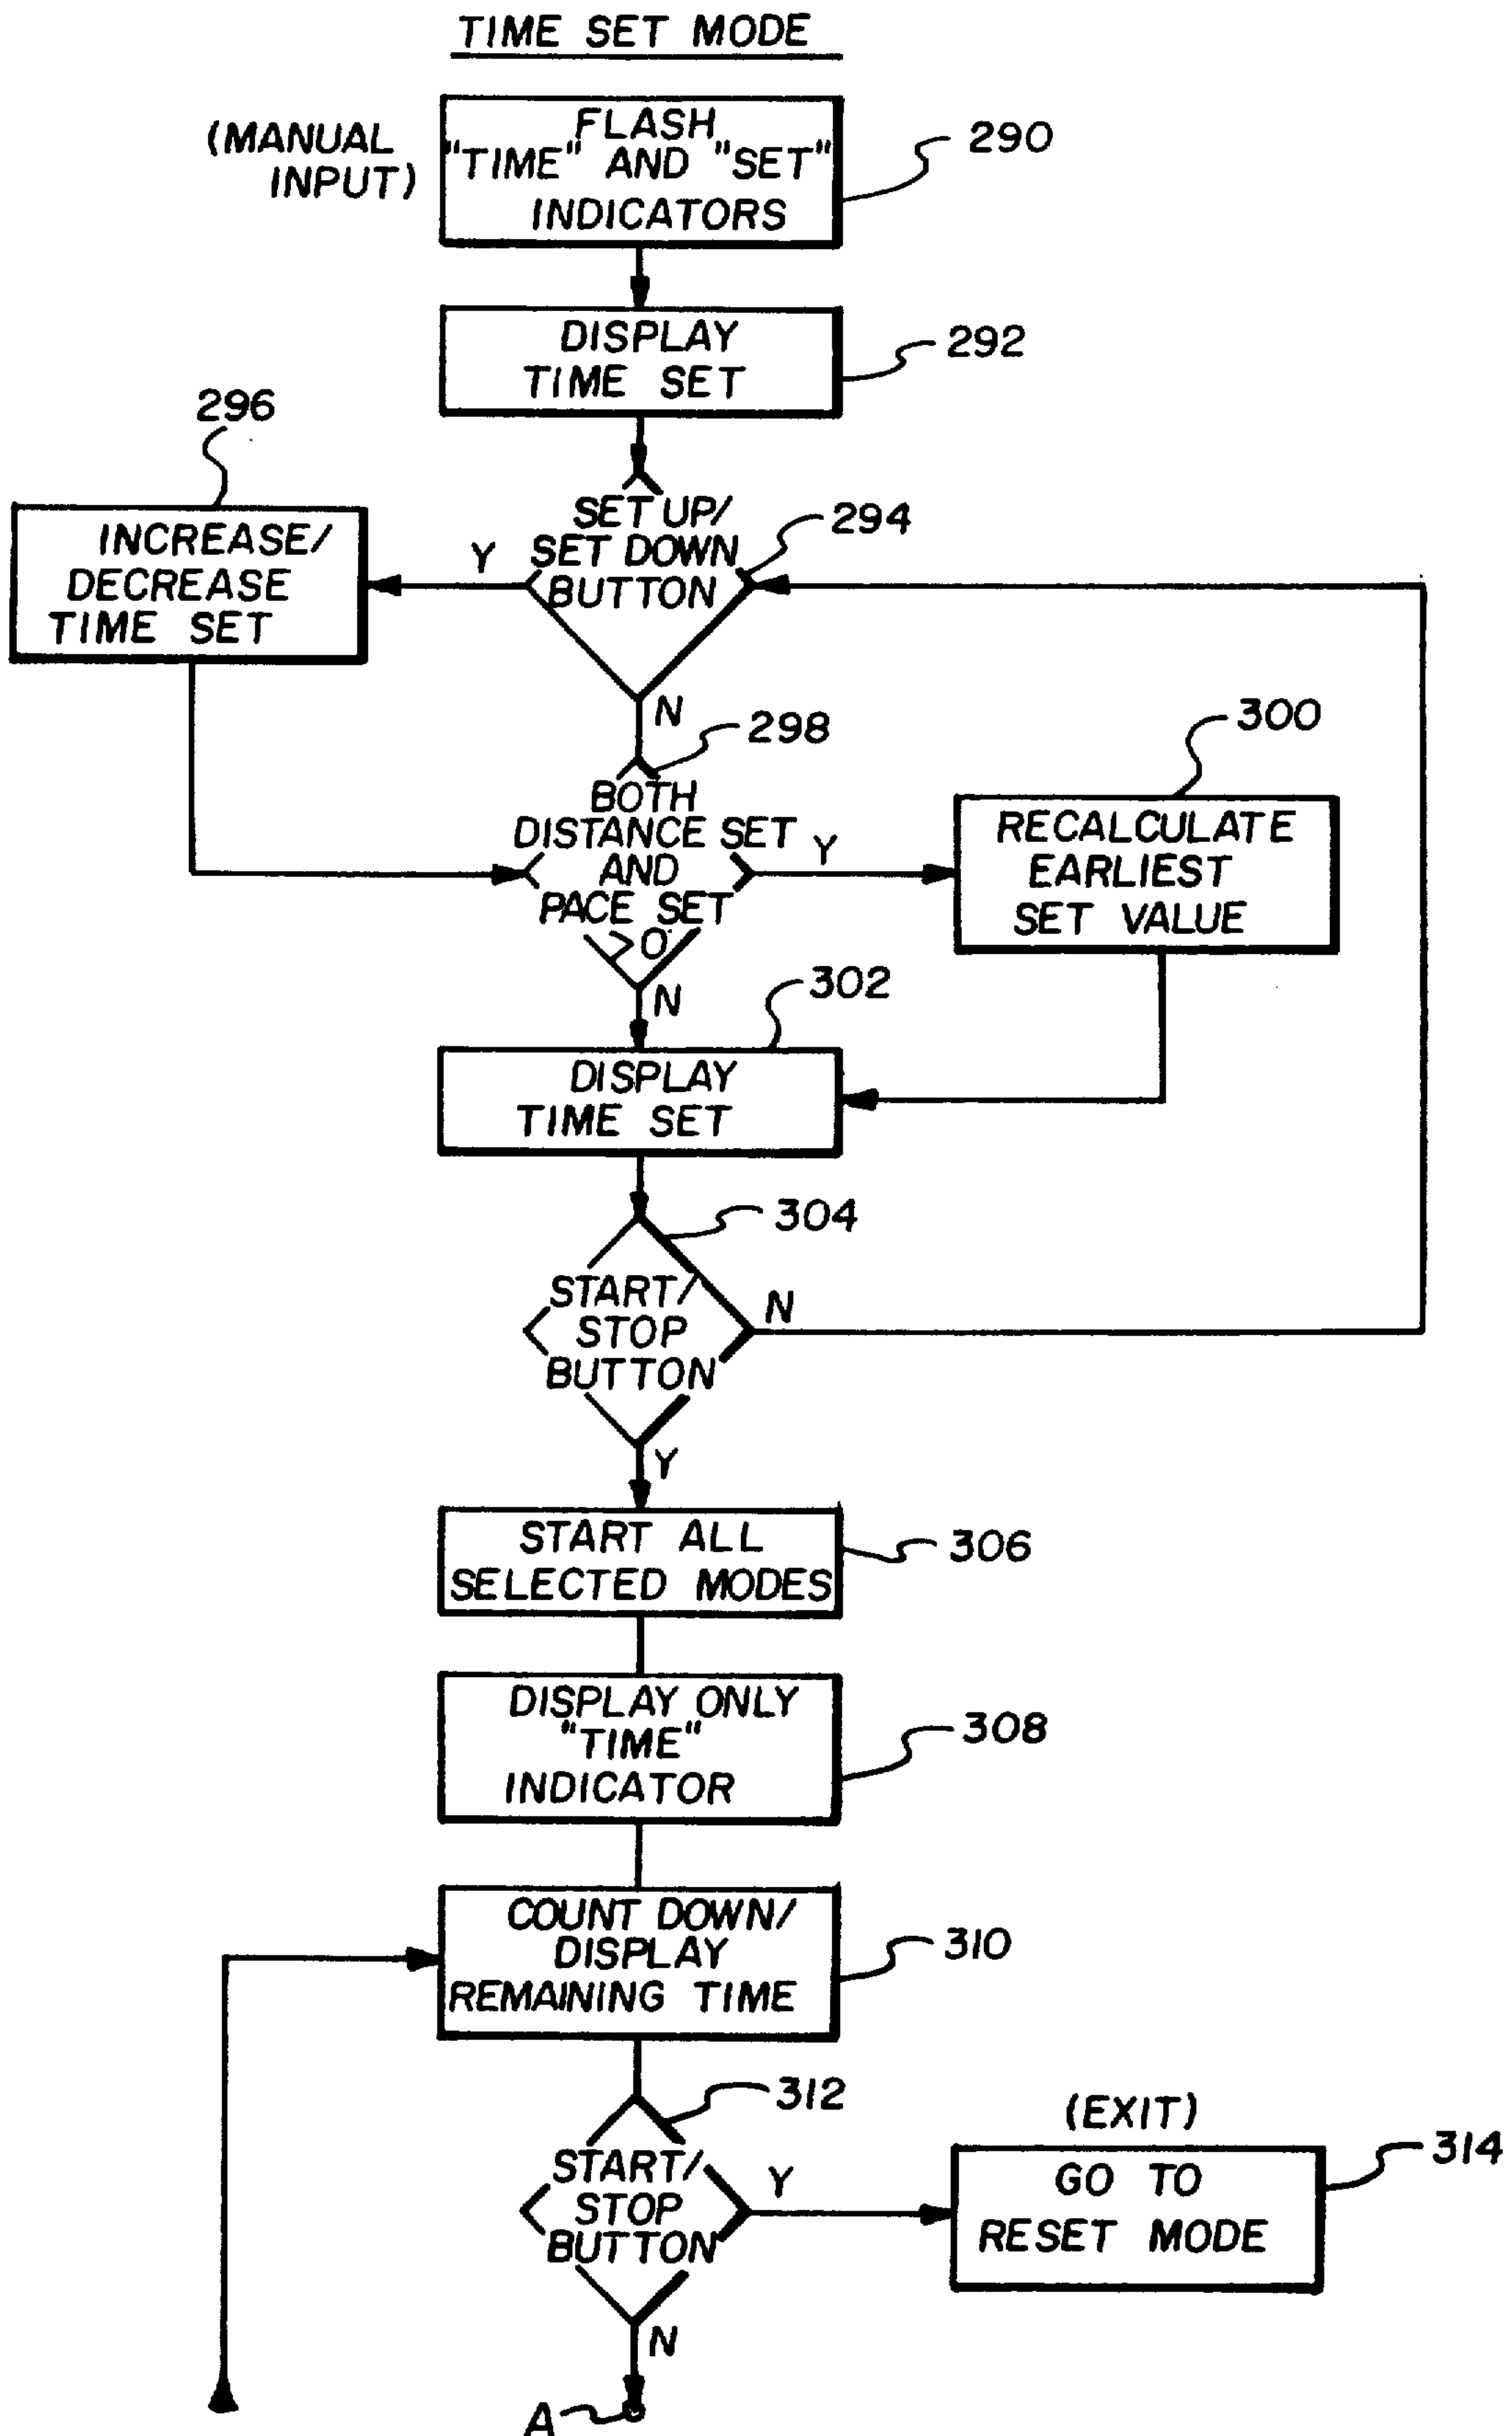 TIME SET MODE
(MANUAL
INPUT)
FLASH
"TIME" AND "SET"
INDICATORS
290
DISPLAY
TIME SET
292
296
INCREASE/
DECREASE
TIME SET
Y
SET UP/
SET DOWN
BUTTON
294
N
298
BOTH
DISTANCE SET
AND
PACE SET
>0
Y
300
RECALCULATE
EARLIEST
SET VALUE
N
302
DISPLAY
TIME SET
304
START/
STOP
BUTTON
N
Y
START ALL
SELECTED MODES
306
DISPLAY ONLY
"TIME"
INDICATOR
308
COUNT DOWN/
DISPLAY
REMAINING TIME
310
312
START/
STOP
BUTTON
Y
(EXIT)
GO TO
RESET MODE
314
N
A